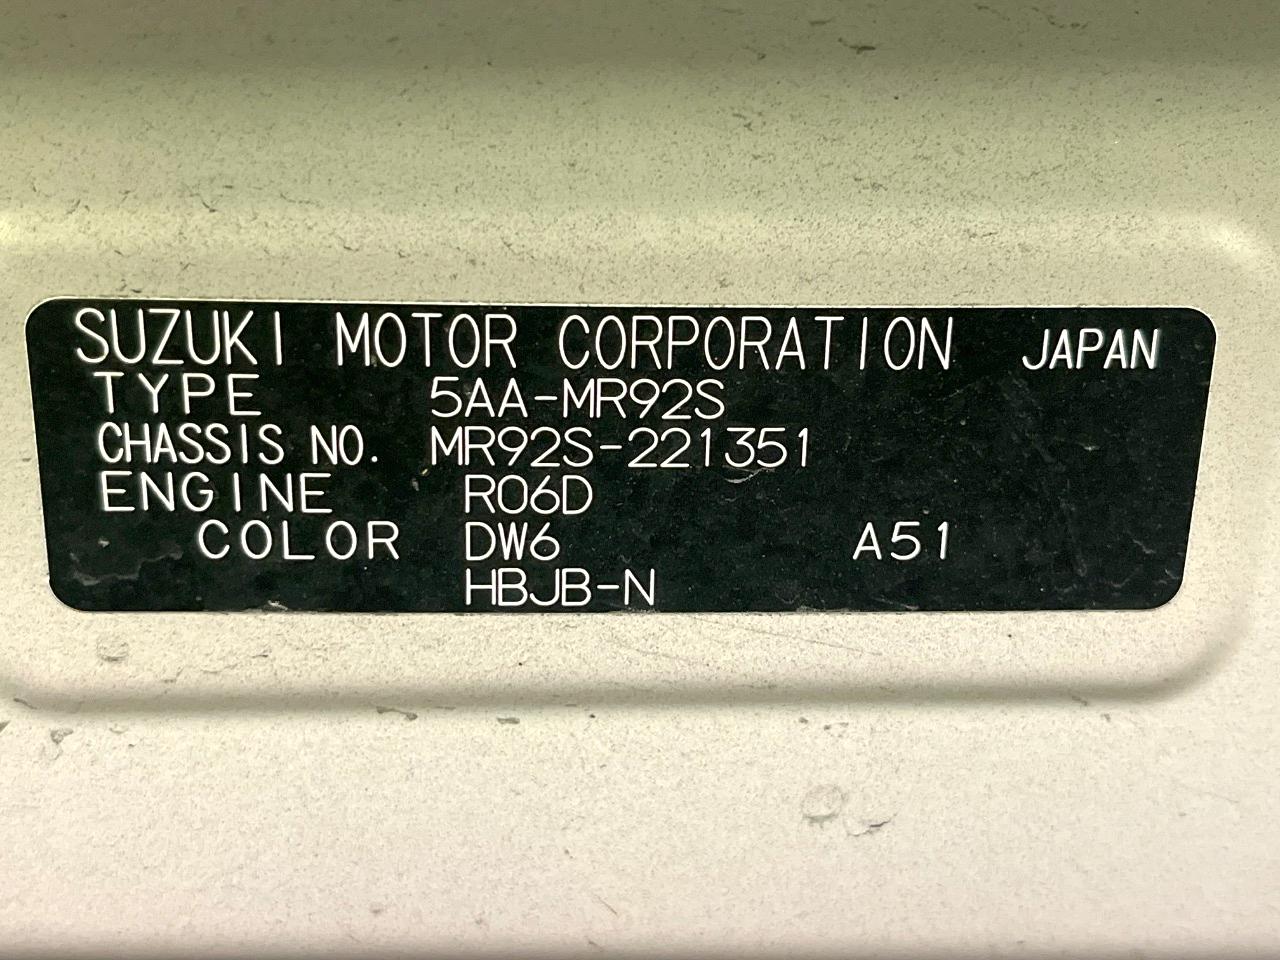 SUZUKI MOTOR CORPORATION JAPAN
TYPE 5AA-MR92S
CHASSIS NO. MR92S-221351
ENGINE R06D
COLOR DW6 A51
HBJB-N